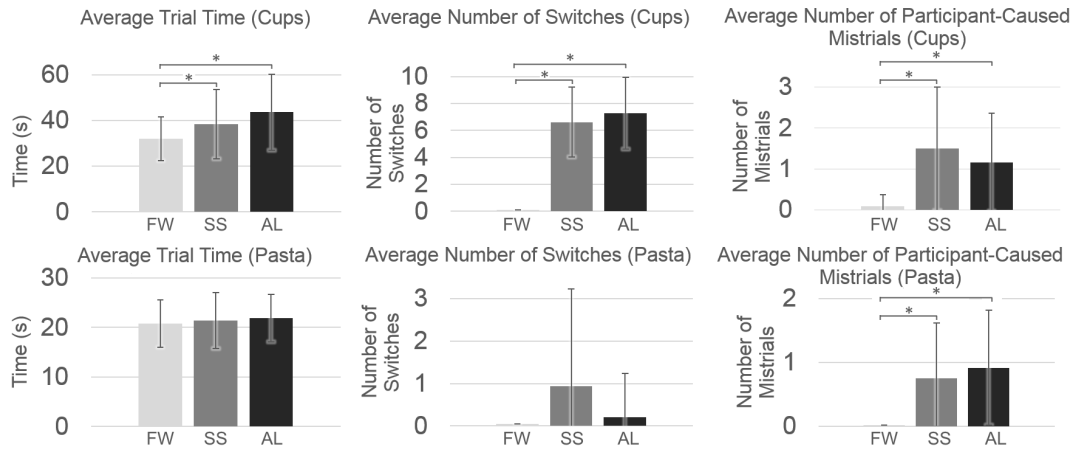 Average Trial Time (Cups)
Time (s)
60
40
20
0
*
*
FW SS AL
Average Number of Switches (Cups)
Number of
Switches
10
8
6
4
2
0
*
*
FW SS AL
Average Number of Participant-Caused
Mistrials (Cups)
Number of
Mistrials
3
2
1
0
*
*
FW SS AL
Average Trial Time (Pasta)
Time (s)
30
20
10
0
FW SS AL
Average Number of Switches (Pasta)
Number of
Switches
3
2
1
0
FW SS AL
Average Number of Participant-Caused
Mistrials (Pasta)
Number of
Mistrials
2
1
0
*
*
FW SS AL